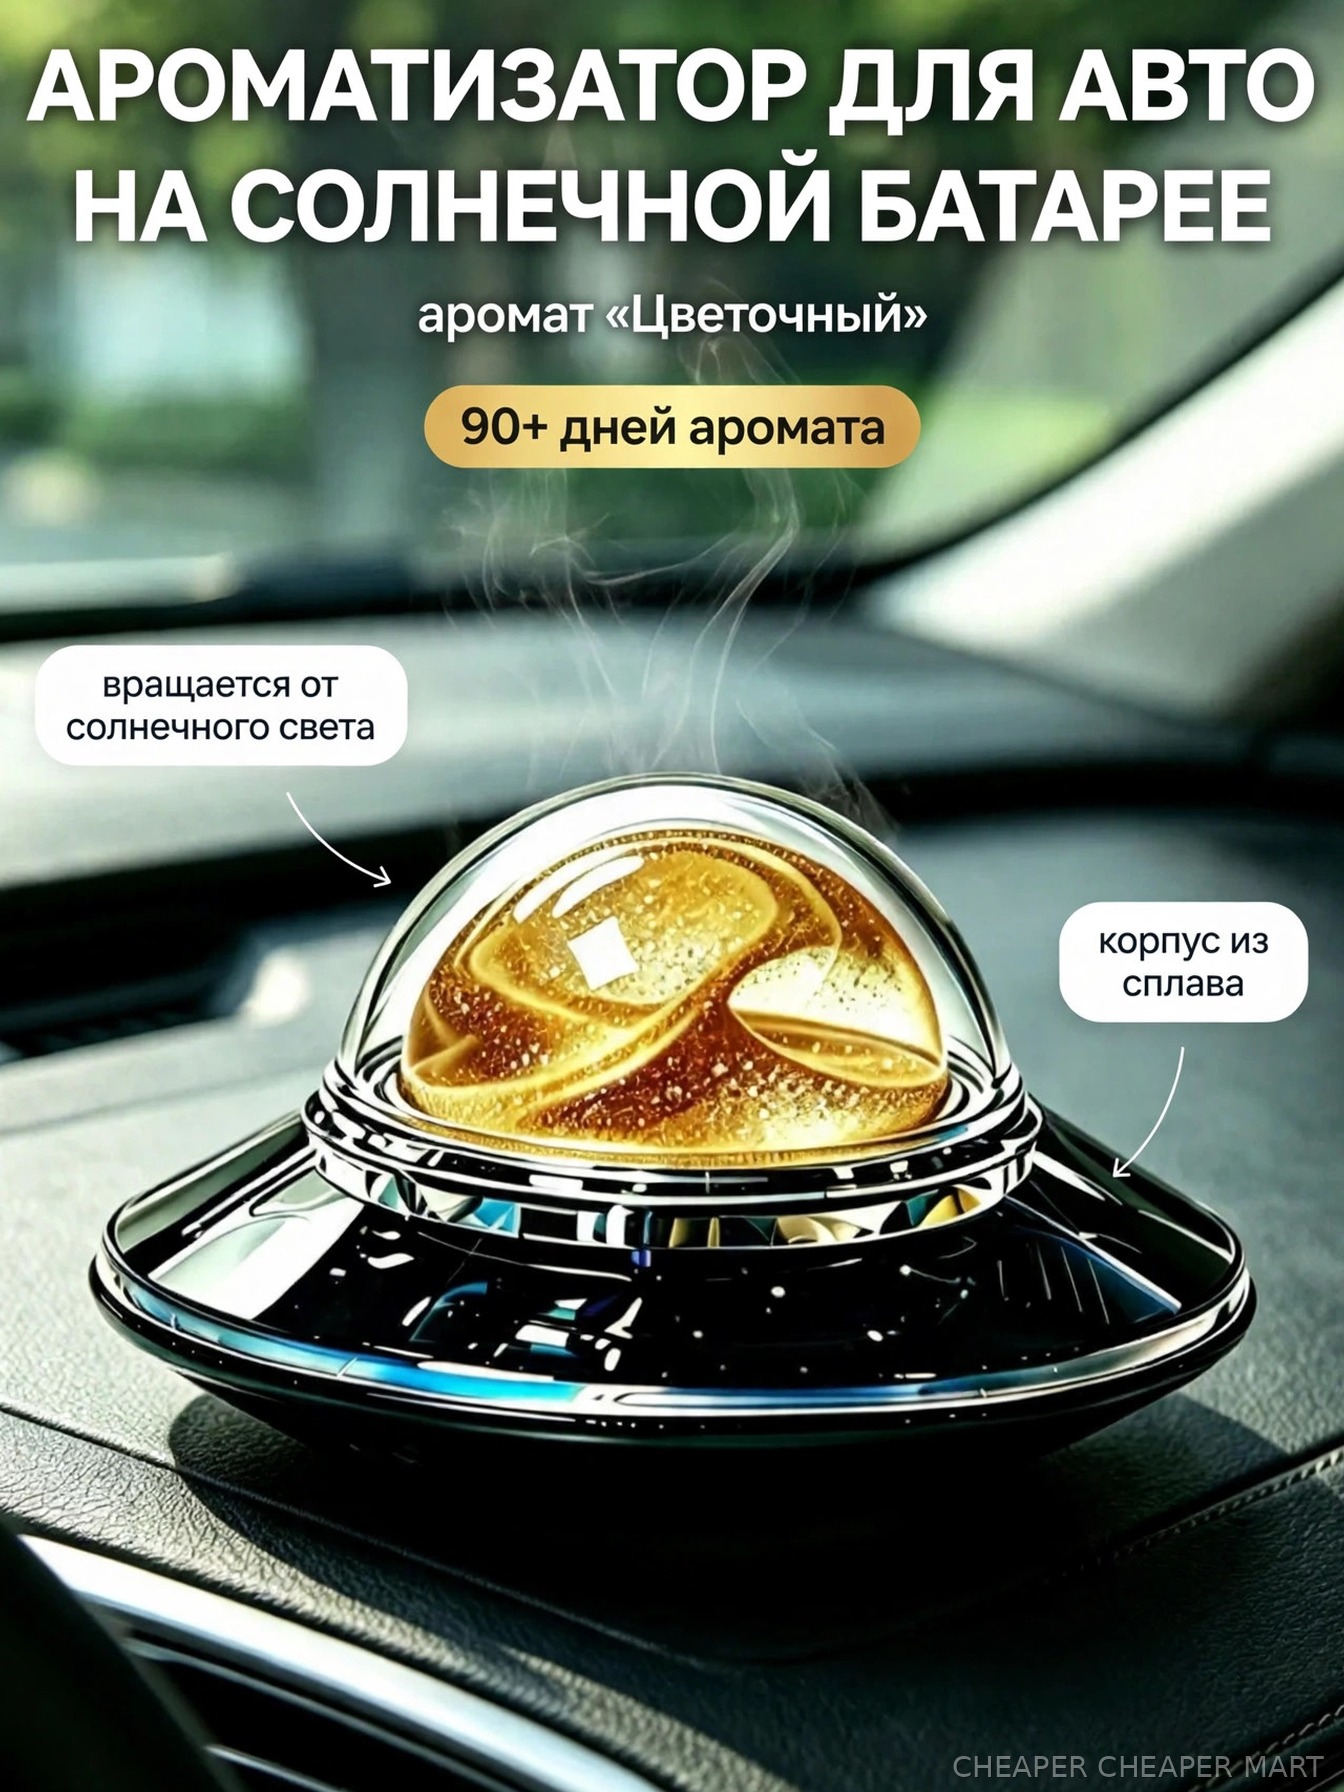 АРОМАТИЗАТОР ДЛЯ АВТО
НА СОЛНЕЧНОЙ БАТАРЕЕ
аромат «Цветочный»
90+ дней аромата
вращается от
солнечного света
корпус из
сплава
CHEAPER CHEAPER MART